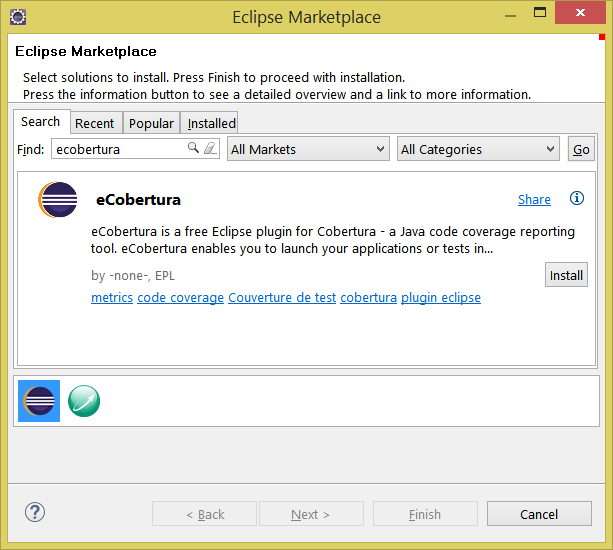 Eclipse Marketplace
Eclipse Marketplace
Select solutions to install. Press Finish to proceed with installation.
Press the information button to see a detailed overview and a link to more information.
Search Recent Popular Installed
Find: ecobertura All Markets All Categories Go
eCobertura Share
eCobertura is a free Eclipse plugin for Cobertura - a Java code coverage reporting
tool. eCobertura enables you to launch your applications or tests in...
by -none-, EPL Install
metrics code coverage Couverture de test cobertura plugin eclipse
< Back Next > Finish Cancel